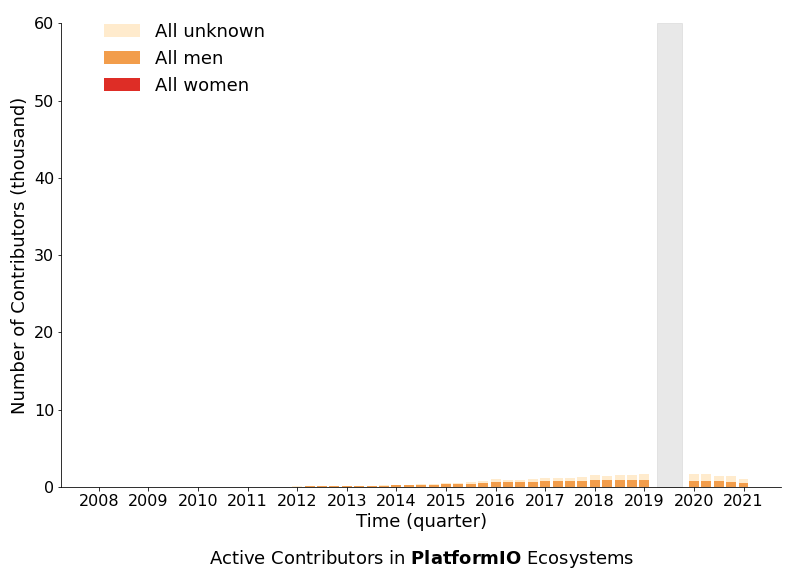 All unknown
All men
All women
Number of Contributors (thousand)
60
50
40
30
20
10
0
2008 2009 2010 2011 2012 2013 2014 2015 2016 2017 2018 2019 2020 2021
Time (quarter)
Active Contributors in PlatformIO Ecosystems